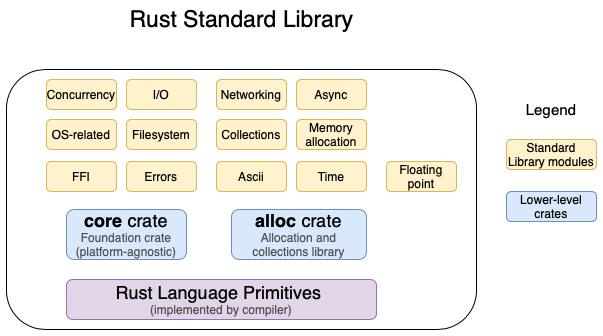 Rust Standard Library
Concurrency
I/O
Networking
Async
OS-related
Filesystem
Collections
Memory
allocation
FFI
Errors
Ascii
Time
Floating
point
core crate
Foundation crate
(platform-agnostic)
alloc crate
Allocation and
collections library
Rust Language Primitives
(implemented by compiler)
Legend
Standard
Library modules
Lower-level
crates